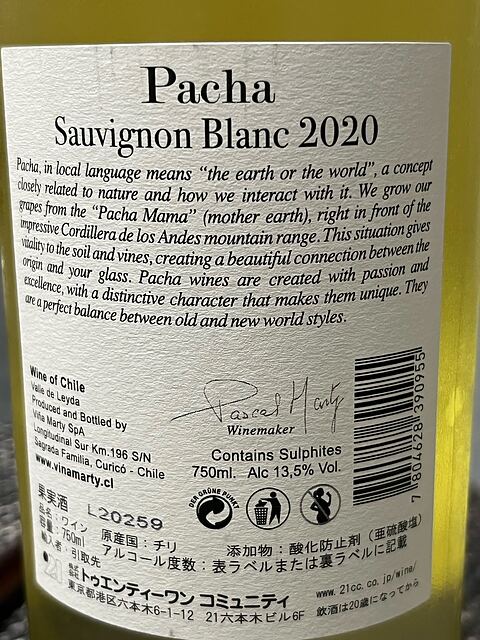 Pacha
Sauvignon Blanc 2020
Pacha, in local language means "the earth or the world", a concept
closely related to nature and how we interact with it. We grow our
grapes from the "Pacha Mama" (mother earth), right in front of the
impressive Cordillera de los Andes mountain range. This situation gives
vitality to the soil and vines, creating a beautiful connection between the
origin and your glass. Pacha wines are created with passion and
excellence, with a distinctive character that makes them unique. They
are a perfect balance between old and new world styles.
Wine of Chile
Valle de Leyda
Produced and Bottled by
Viña Marty SpA
Longitudinal Sur Km.196 S/N
Sagrada Familia, Curicó - Chile
www.vinamarty.cl
Pascal Marty
Winemaker
Contains Sulphites
750ml. Alc 13,5% Vol.
7 804628 390955
DER GRÜNE PUNKT
果実酒 L20259
品名：ワイン 原産国：チリ 添加物：酸化防止剤（亜硫酸塩）
容量：750ml アルコール度数：表ラベルまたは裏ラベルに記載
輸入者：引取先
21 株式会社 トゥエンティーワン コミュニティ www.21cc.co.jp/wine/
東京都港区六本木6-1-12 21六本木ビル6F 飲酒は20歳になってから